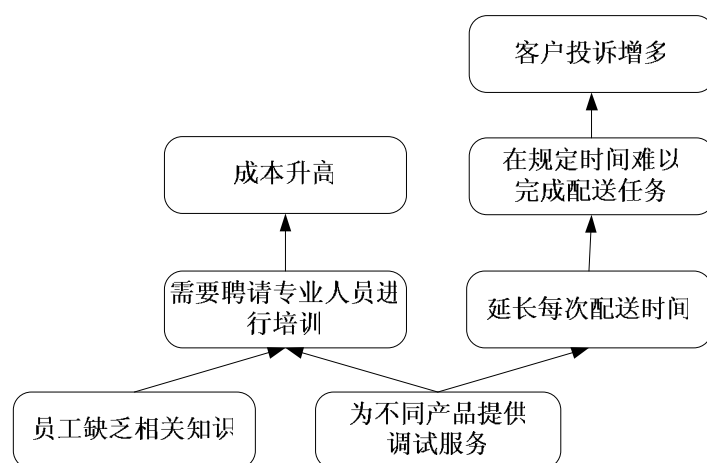 客户投诉增多
成本升高
在规定时间难以
完成配送任务
需要聘请专业人员进
行培训
延长每次配送时间
员工缺乏相关知识
为不同产品提供
调试服务